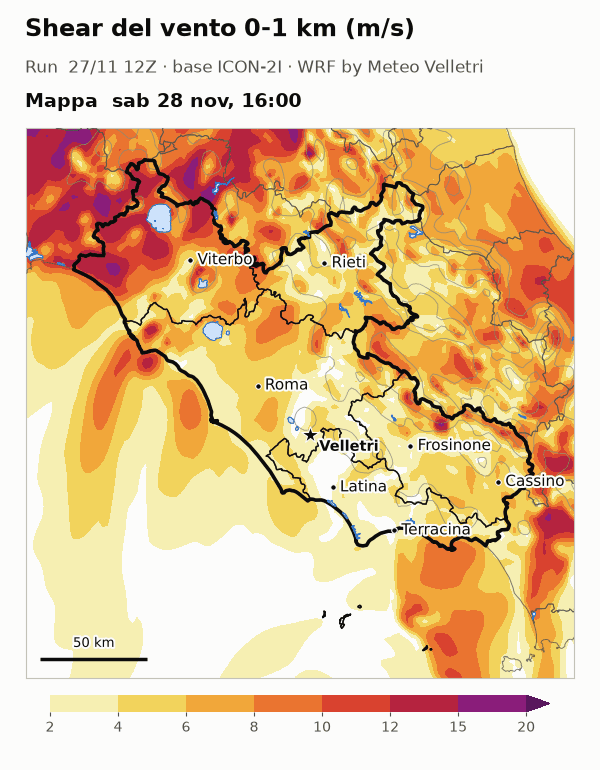 Shear del vento 0-1 km (m/s)
Run  27/11 12Z · base ICON-2I · WRF by Meteo Velletri
Mappa  sab 28 nov, 16:00
Viterbo
Rieti
Roma
Velletri
Frosinone
Latina
Cassino
Terracina
50 km
2 4 6 8 10 12 15 20